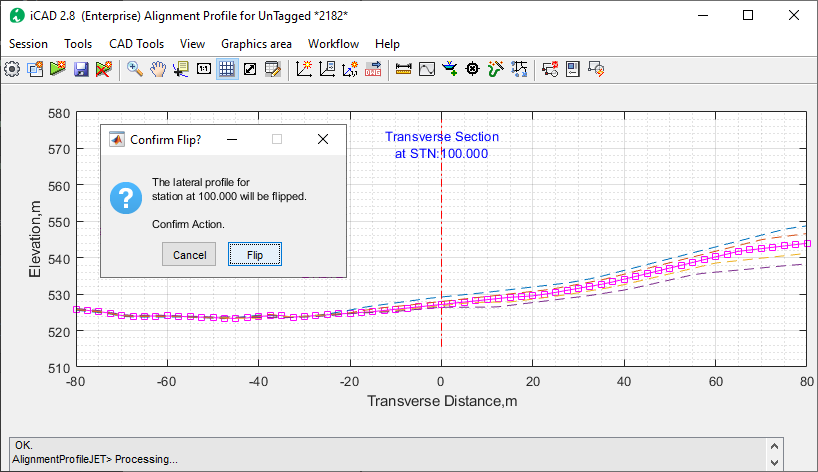 iCAD 2.8 (Enterprise) Alignment Profile for UnTagged *2182*
Session Tools CAD Tools View Graphics area Workflow Help
1:1
580
570
560
550
540
530
520
510
Elevation,m
Transverse Section
at STN:100.000
Confirm Flip?
The lateral profile for
station at 100.000 will be flipped.
Confirm Action.
Cancel Flip
-80 -60 -40 -20 0 20 40 60 80
Transverse Distance,m
OK.
AlignmentProfileJET> Processing...